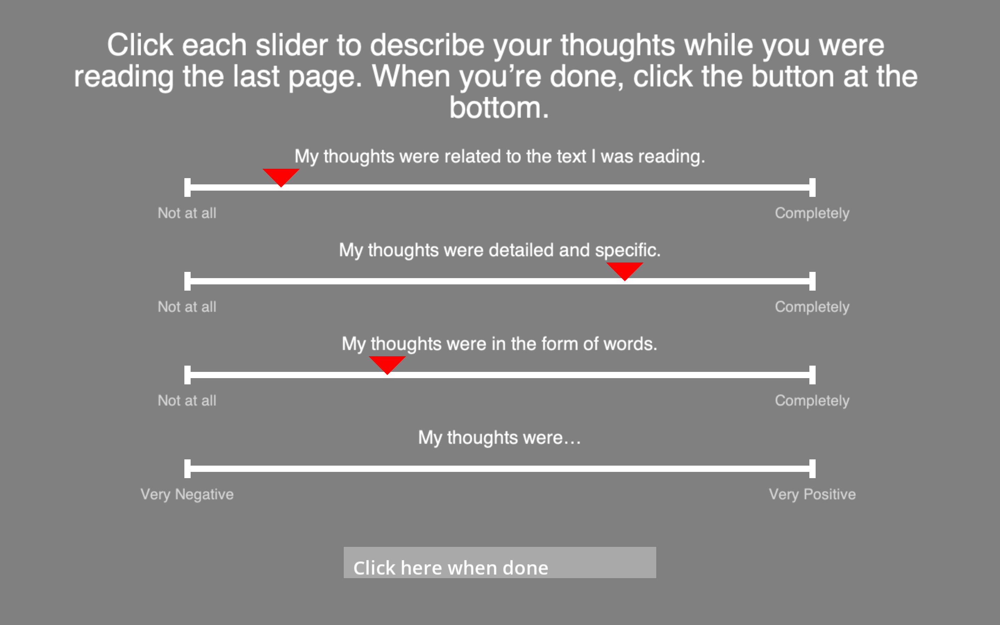 Click each slider to describe your thoughts while you were
reading the last page. When you’re done, click the button at the
bottom.
My thoughts were related to the text I was reading.
Not at all
Completely
My thoughts were detailed and specific.
Not at all
Completely
My thoughts were in the form of words.
Not at all
Completely
My thoughts were…
Very Negative
Very Positive
Click here when done